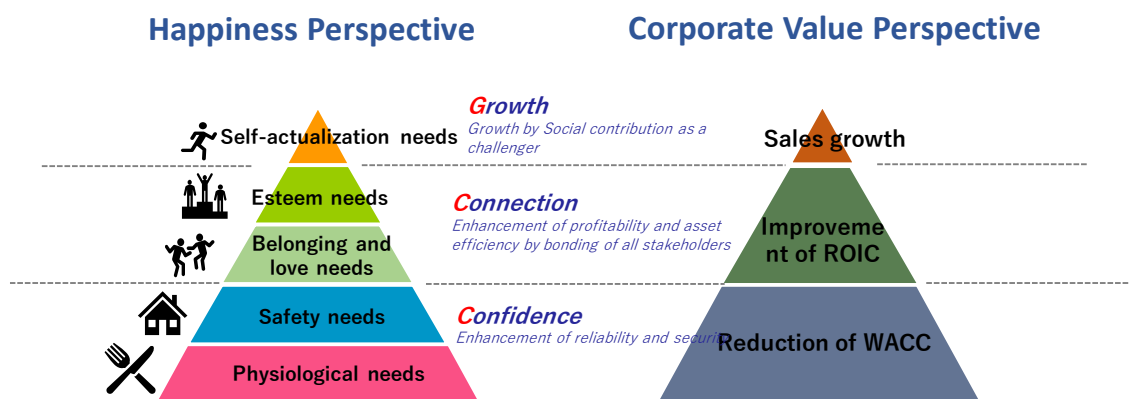 Happiness Perspective
Corporate Value Perspective
Self-actualization needs
Esteem needs
Belonging and
love needs
Safety needs
Physiological needs
Growth
Growth by Social contribution as a
challenger
Connection
Enhancement of profitability and asset
efficiency by bonding of all stakeholders
Confidence
Enhancement of reliability and security
Sales growth
Improveme
nt of ROIC
Reduction of WACC